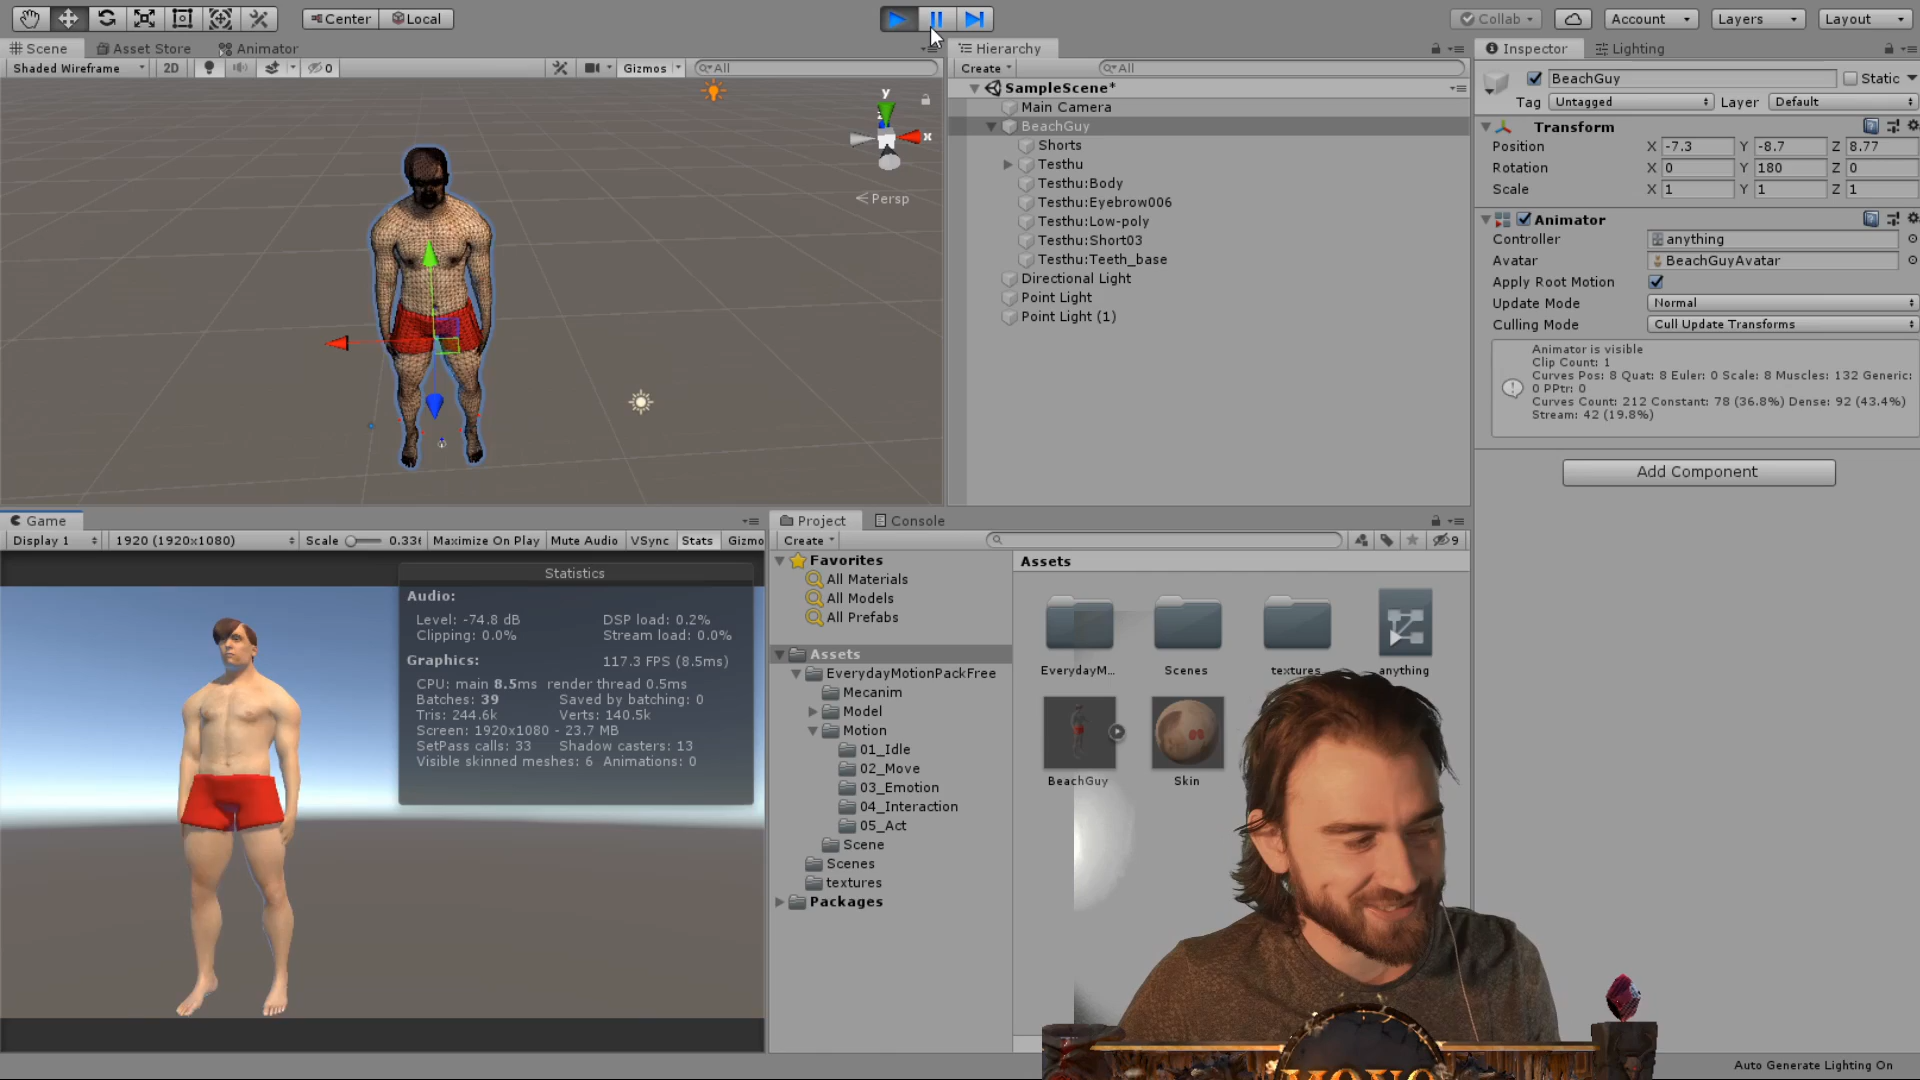 Center Local
Collab Account Layers Layout
Scene Asset Store Animator
Shaded Wireframe 2D 0 Gizmos All
y
x
Persp
Hierarchy
Create All
SampleScene*
Main Camera
BeachGuy
Shorts
Testhu
Testhu:Body
Testhu:Eyebrow006
Testhu:Low-poly
Testhu:Short03
Testhu:Teeth_base
Directional Light
Point Light
Point Light (1)
Inspector Lighting
BeachGuy Static
Tag Untagged Layer Default
Transform
Position X -7.3 Y -8.7 Z 8.77
Rotation X 0 Y 180 Z 0
Scale X 1 Y 1 Z 1
Animator
Controller anything
Avatar BeachGuyAvatar
Apply Root Motion
Update Mode Normal
Culling Mode Cull Update Transforms
Animator is visible
Clip Count: 1
Curves Pos: 8 Quat: 8 Euler: 0 Scale: 8 Muscles: 132 Generic:
0 PPtr: 0
Curves Count: 212 Constant: 78 (36.8%) Dense: 92 (43.4%)
Stream: 42 (19.8%)
Add Component
Game
Display 1 1920 (1920x1080) Scale 0.33 Maximize On Play Mute Audio VSync Stats Gizmo
Statistics
Audio:
Level: -74.8 dB DSP load: 0.2%
Clipping: 0.0% Stream load: 0.0%
Graphics: 117.3 FPS (8.5ms)
CPU: main 8.5ms render thread 0.5ms
Batches: 39 Saved by batching: 0
Tris: 244.6k Verts: 140.5k
Screen: 1920x1080 - 23.7 MB
SetPass calls: 33 Shadow casters: 13
Visible skinned meshes: 6 Animations: 0
Project Console
Create 9
Favorites
All Materials
All Models
All Prefabs
Assets
EverydayMotionPackFree
Mecanim
Model
Motion
01_Idle
02_Move
03_Emotion
04_Interaction
05_Act
Scene
Scenes
textures
Packages
Assets
EverydayM... Scenes textures anything
BeachGuy Skin
Auto Generate Lighting On